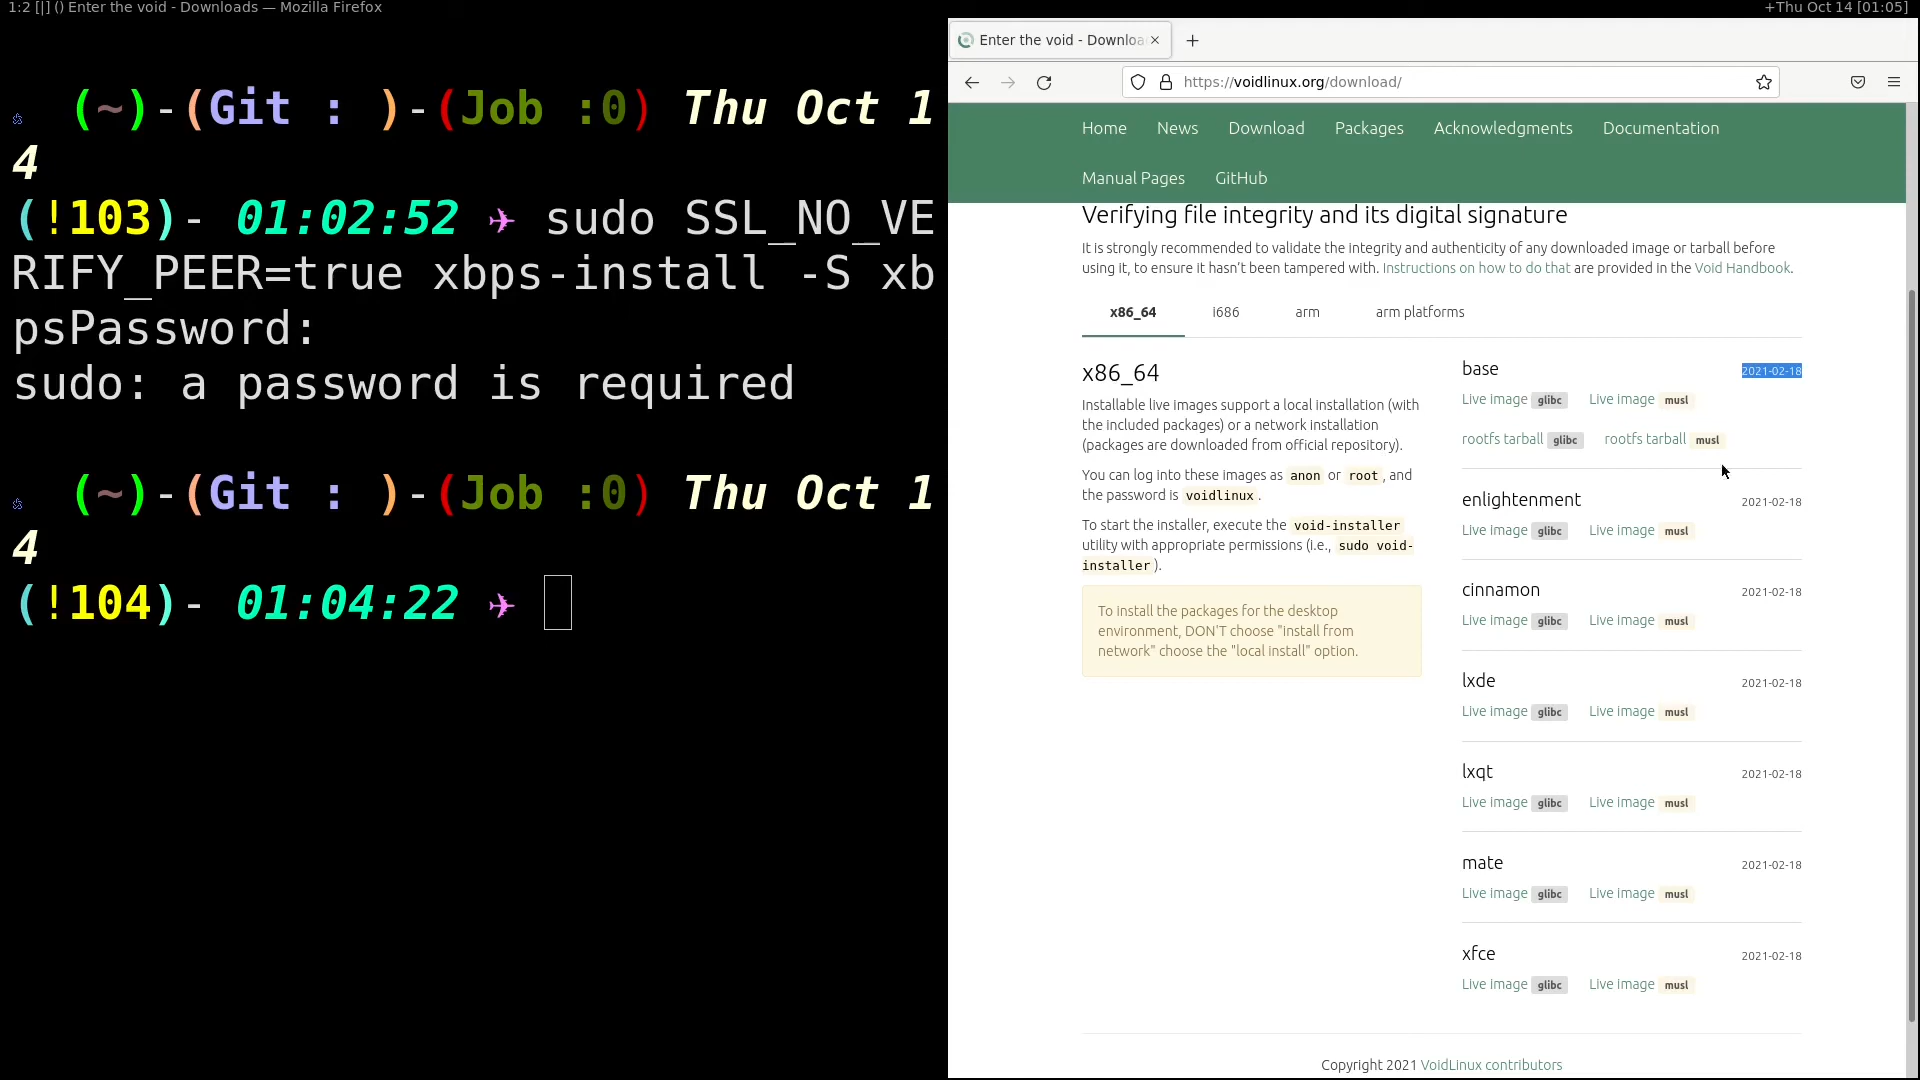 1:2 [|] () Enter the void - Downloads — Mozilla Firefox
+Thu Oct 14 [01:05]
(~)-(Git : )-(Job :0) Thu Oct 1
4
(!103)- 01:02:52 ✈ sudo SSL_NO_VE
RIFY_PEER=true xbps-install -S xb
psPassword:
sudo: a password is required
(~)-(Git : )-(Job :0) Thu Oct 1
4
(!104)- 01:04:22 ✈
Enter the void - Downloa
https://voidlinux.org/download/
Home News Download Packages Acknowledgments Documentation
Manual Pages GitHub
Verifying file integrity and its digital signature
It is strongly recommended to validate the integrity and authenticity of any downloaded image or tarball before
using it, to ensure it hasn't been tampered with. Instructions on how to do that are provided in the Void Handbook.
x86_64 i686 arm arm platforms
x86_64
Installable live images support a local installation (with
the included packages) or a network installation
(packages are downloaded from official repository).
You can log into these images as anon or root, and
the password is voidlinux.
To start the installer, execute the void-installer
utility with appropriate permissions (i.e., sudo void-
installer).
To install the packages for the desktop
environment, DON'T choose "install from
network" choose the "local install" option.
base 2021-02-18
Live image glibc Live image musl
rootfs tarball glibc rootfs tarball musl
enlightenment 2021-02-18
Live image glibc Live image musl
cinnamon 2021-02-18
Live image glibc Live image musl
lxde 2021-02-18
Live image glibc Live image musl
lxqt 2021-02-18
Live image glibc Live image musl
mate 2021-02-18
Live image glibc Live image musl
xfce 2021-02-18
Live image glibc Live image musl
Copyright 2021 VoidLinux contributors